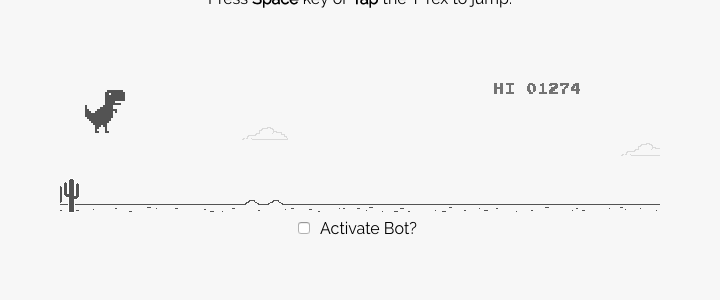 Press Space key or Tap the T-Rex to jump.
HI 01274
Activate Bot?